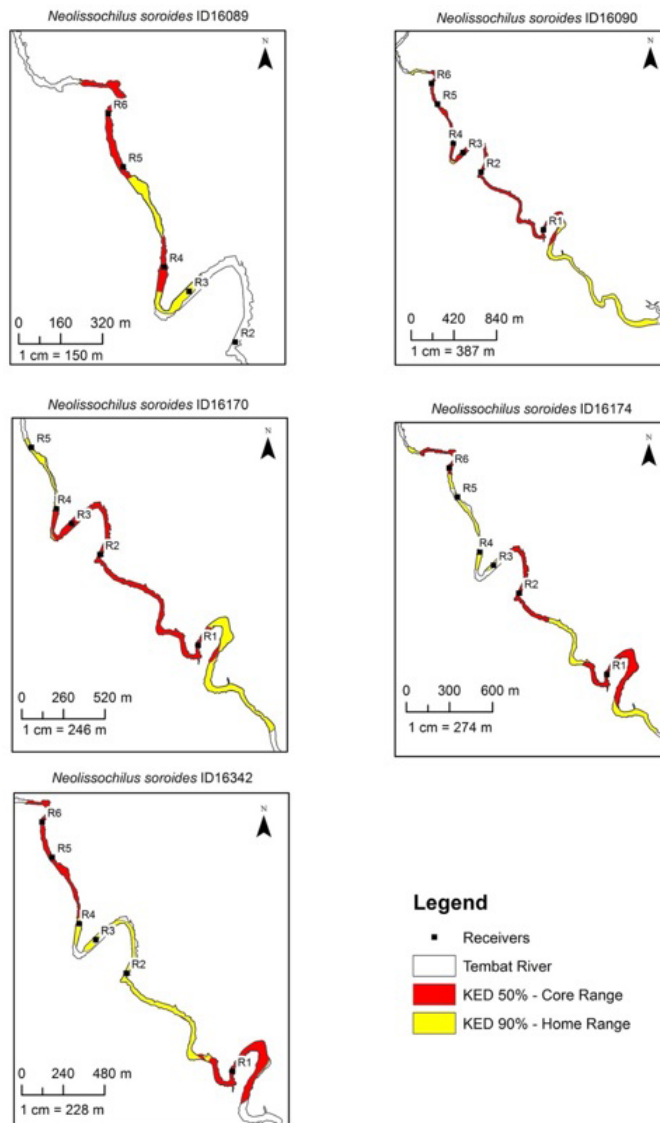 Neolissochilus soroides ID16089
N
R6
R5
R4
R3
R2
0 160 320 m
1 cm = 150 m
Neolissochilus soroides ID16090
N
R6
R5
R4
R3
R2
R1
0 420 840 m
1 cm = 387 m
Neolissochilus soroides ID16170
N
R5
R4
R3
R2
R1
0 260 520 m
1 cm = 246 m
Neolissochilus soroides ID16174
N
R6
R5
R4
R3
R2
R1
0 300 600 m
1 cm = 274 m
Neolissochilus soroides ID16342
N
R6
R5
R4
R3
R2
R1
0 240 480 m
1 cm = 228 m
Legend
Receivers
Tembat River
KED 50% - Core Range
KED 90% - Home Range